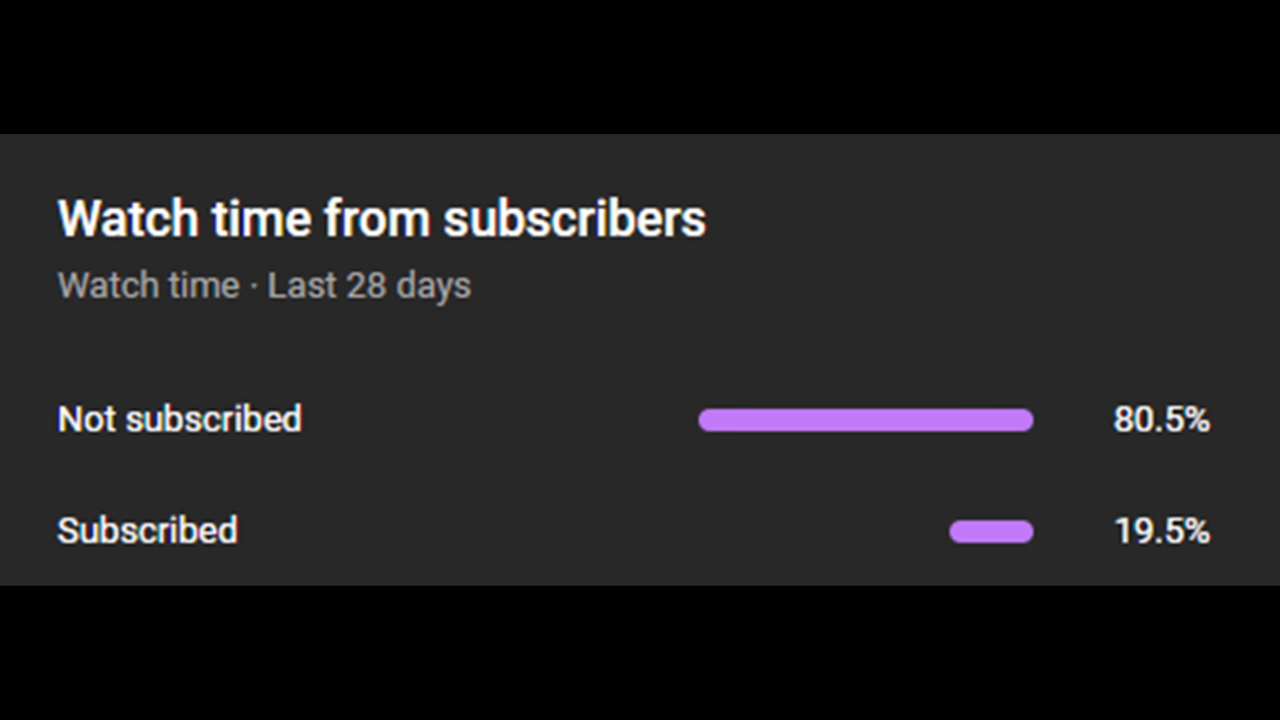 Watch time from subscribers
Watch time · Last 28 days
Not subscribed 80.5%
Subscribed 19.5%